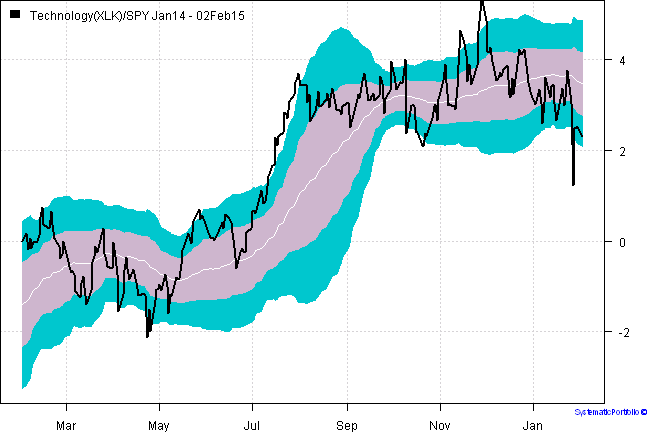 Technology(XLK)/SPY Jan14 - 02Feb15
4
2
0
-2
Mar May Jul Sep Nov Jan
SystematicPortfolio ©